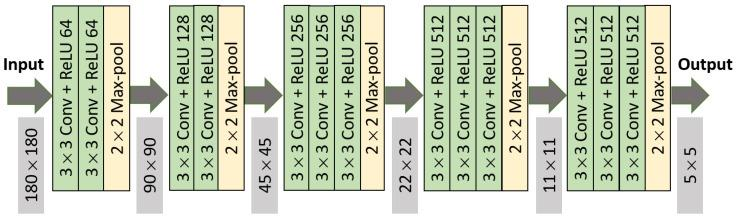 Input
180 × 180
3 × 3 Conv + ReLU 64
3 × 3 Conv + ReLU 64
2 × 2 Max-pool
90 × 90
3 × 3 Conv + ReLU 128
3 × 3 Conv + ReLU 128
2 × 2 Max-pool
45 × 45
3 × 3 Conv + ReLU 256
3 × 3 Conv + ReLU 256
3 × 3 Conv + ReLU 256
2 × 2 Max-pool
22 × 22
3 × 3 Conv + ReLU 512
3 × 3 Conv + ReLU 512
3 × 3 Conv + ReLU 512
2 × 2 Max-pool
11 × 11
3 × 3 Conv + ReLU 512
3 × 3 Conv + ReLU 512
3 × 3 Conv + ReLU 512
2 × 2 Max-pool
Output
5 × 5